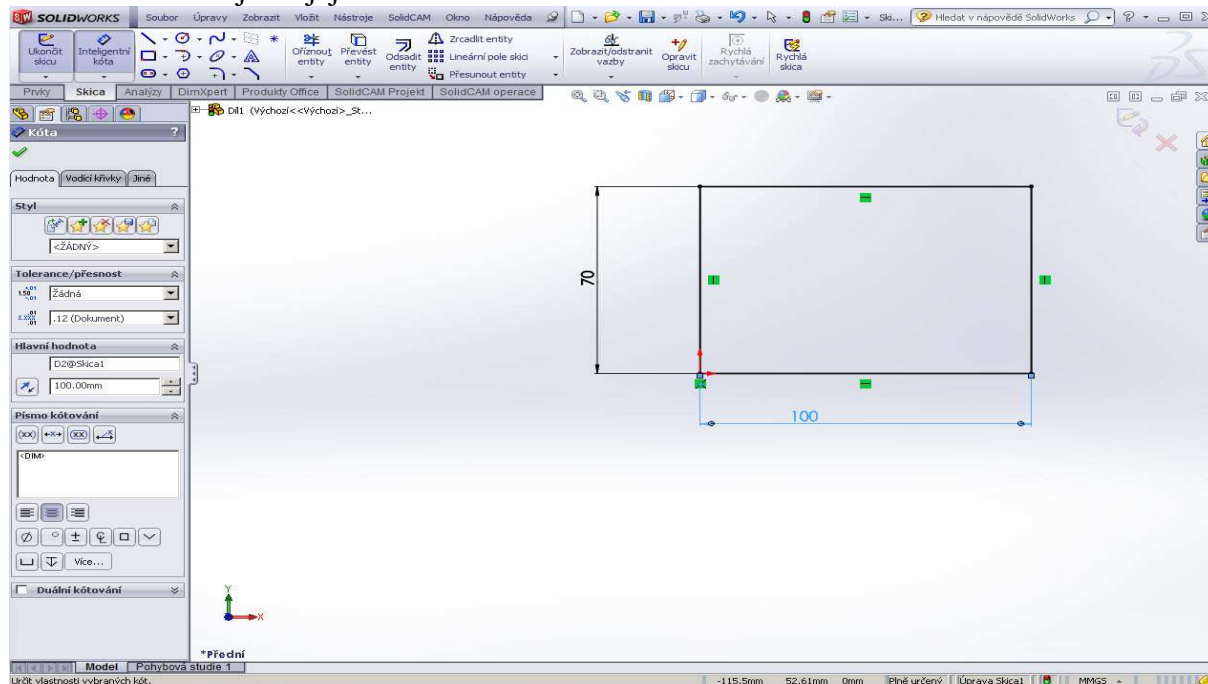 SOLIDWORKS Soubor Úpravy Zobrazit Vložit Nástroje SolidCAM Okno Nápověda Ski... Hledat v nápovědě SolidWorks
Ukončit skicu
Inteligentní kóta
Oříznout entity
Převést entity
Odsadit entity
Zrcadlit entity
Lineární pole skici
Přesunout entity
Zobrazit/odstranit vazby
Opravit skicu
Rychlá zachytávání
Rychlá skica
Prvky Skica Analýzy DimXpert Produkty Office SolidCAM Projekt SolidCAM operace
Díl1 (Výchozí<<Výchozí>_St...
Kóta ?
Hodnota Vodící křivky Jiné
Styl
<ŽÁDNÝ>
Tolerance/přesnost
Žádná
.12 (Dokument)
Hlavní hodnota
D2@Skica1
100.00mm
Písmo kótování
<DIM>
Více...
Duální kótování
70
100
Y
X
*Přední
Model Pohybová studie 1
Určit vlastnosti vybraných kót. -115.5mm 52.61mm 0mm Plně určený Úprava Skica1 MMGS